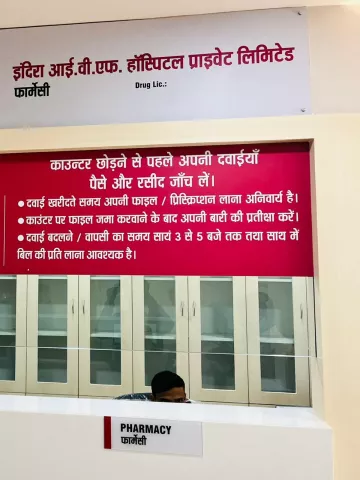 इंदिरा आई.वी.एफ. हॉस्पिटल प्राइवेट लिमिटेड
फार्मेसी
Drug Lic.:
काउन्टर छोड़ने से पहले अपनी दवाईयाँ
पैसे और रसीद जाँच लें।
● दवाई खरीदते समय अपनी फाइल / प्रिस्क्रिप्शन लाना अनिवार्य है।
● काउंटर पर फाइल जमा करवाने के बाद अपनी बारी की प्रतीक्षा करें।
● दवाई बदलने / वापसी का समय सायं 3 से 5 बजे तक तथा साथ में
बिल की प्रति लाना आवश्यक है।
PHARMACY
फार्मेसी